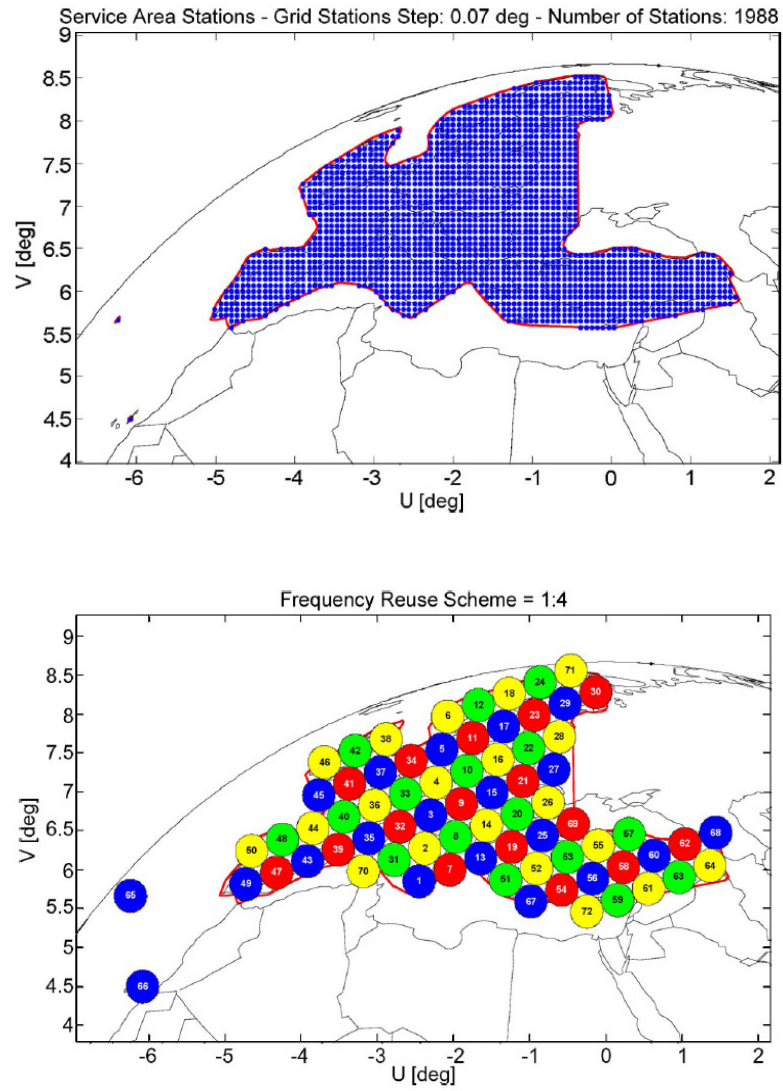 Service Area Stations - Grid Stations Step: 0.07 deg - Number of Stations: 1988
9
8.5
8
7.5
7
6.5
6
5.5
5
4.5
4
V [deg]
-6 -5 -4 -3 -2 -1 0 1 2
U [deg]
Frequency Reuse Scheme = 1:4
9
8.5
8
7.5
7
6.5
6
5.5
5
4.5
4
V [deg]
71
24 30
18 29
12 23
6 17 28
38 11 22
42 5 16 27
46 34 10 21
37 4 15 26
41 33 9 20 69
45 36 3 14 25 57 68
40 32 8 19 55 62
44 35 2 13 53 60 64
48 39 31 7 52 58 63
50 43 70 1 51 56 61
47 54 59
49 67 72
65
66
-6 -5 -4 -3 -2 -1 0 1 2
U [deg]